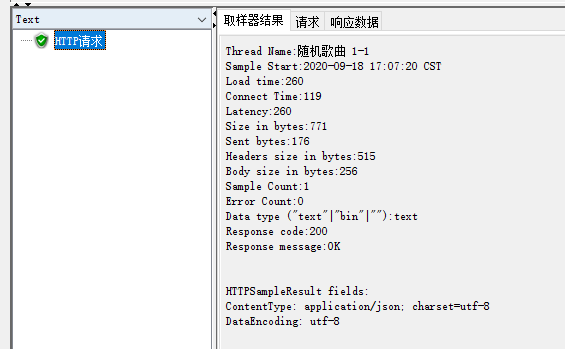 Text
HTTP请求
取样器结果 请求 响应数据
Thread Name:随机歌曲 1-1
Sample Start:2020-09-18 17:07:20 CST
Load time:260
Connect Time:119
Latency:260
Size in bytes:771
Sent bytes:176
Headers size in bytes:515
Body size in bytes:256
Sample Count:1
Error Count:0
Data type ("text"|"bin"|""):text
Response code:200
Response message:OK
HTTPSampleResult fields:
ContentType: application/json; charset=utf-8
DataEncoding: utf-8